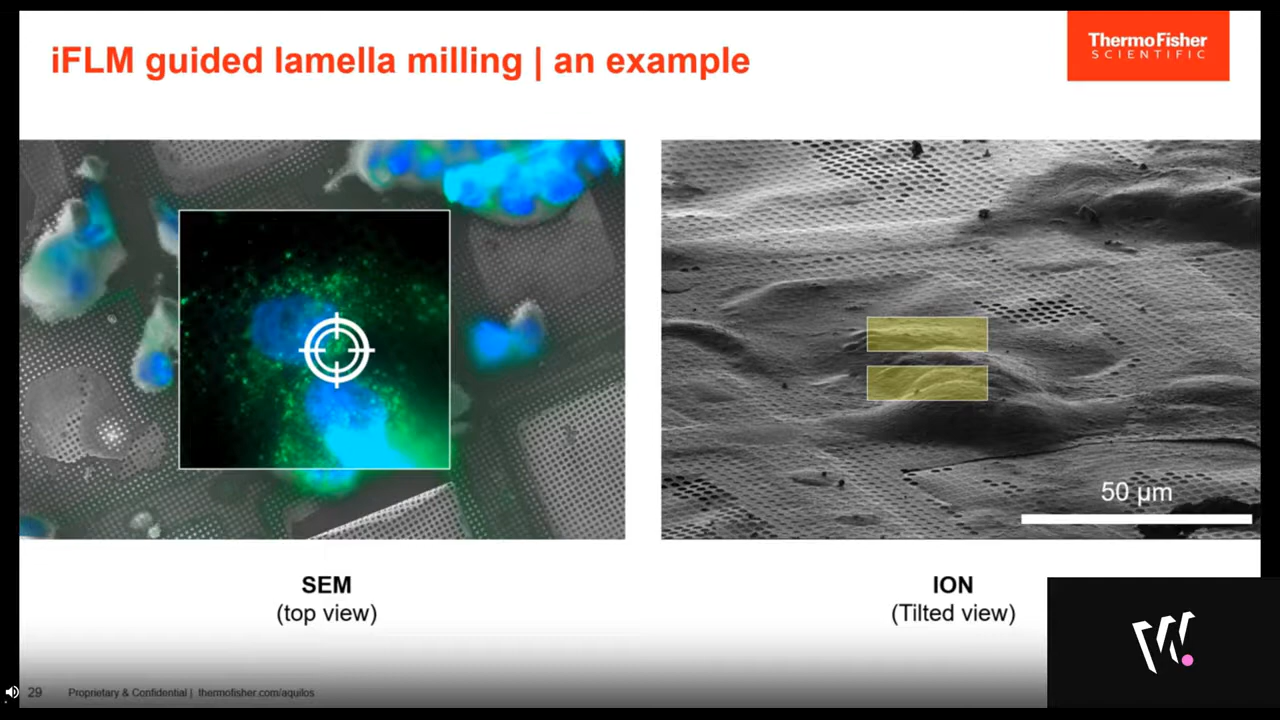 iFLM guided lamella milling | an example
ThermoFisher
SCIENTIFIC
50 µm
SEM
(top view)
ION
(Tilted view)
W
29 Proprietary & Confidential | thermofisher.com/aquilos